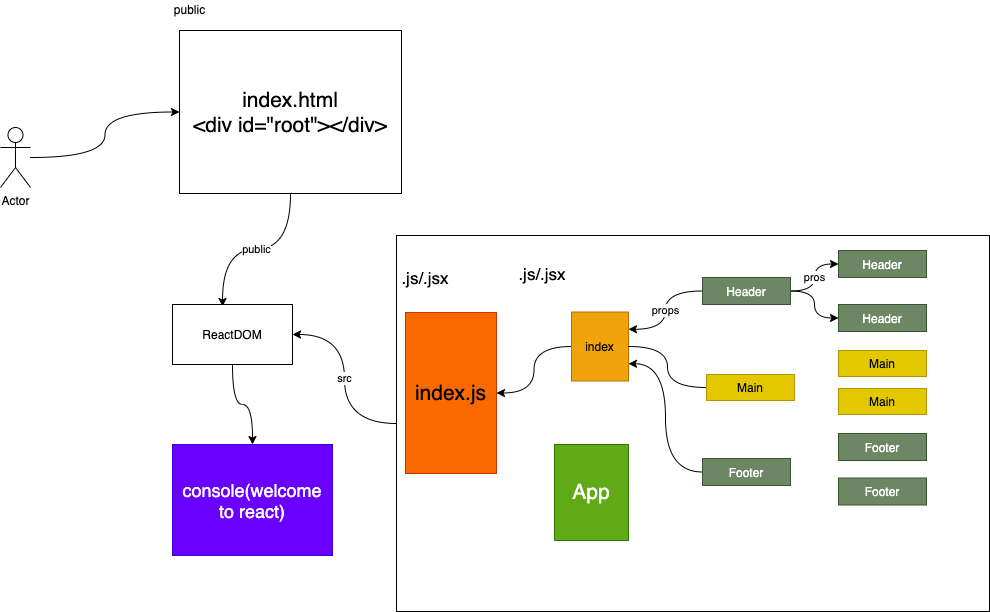 public
index.html
<div id="root"></div>
Actor
public
ReactDOM
src
console(welcome
to react)
.js/.jsx
.js/.jsx
index.js
index
App
props
Header
pros
Header
Header
Main
Main
Main
Footer
Footer
Footer